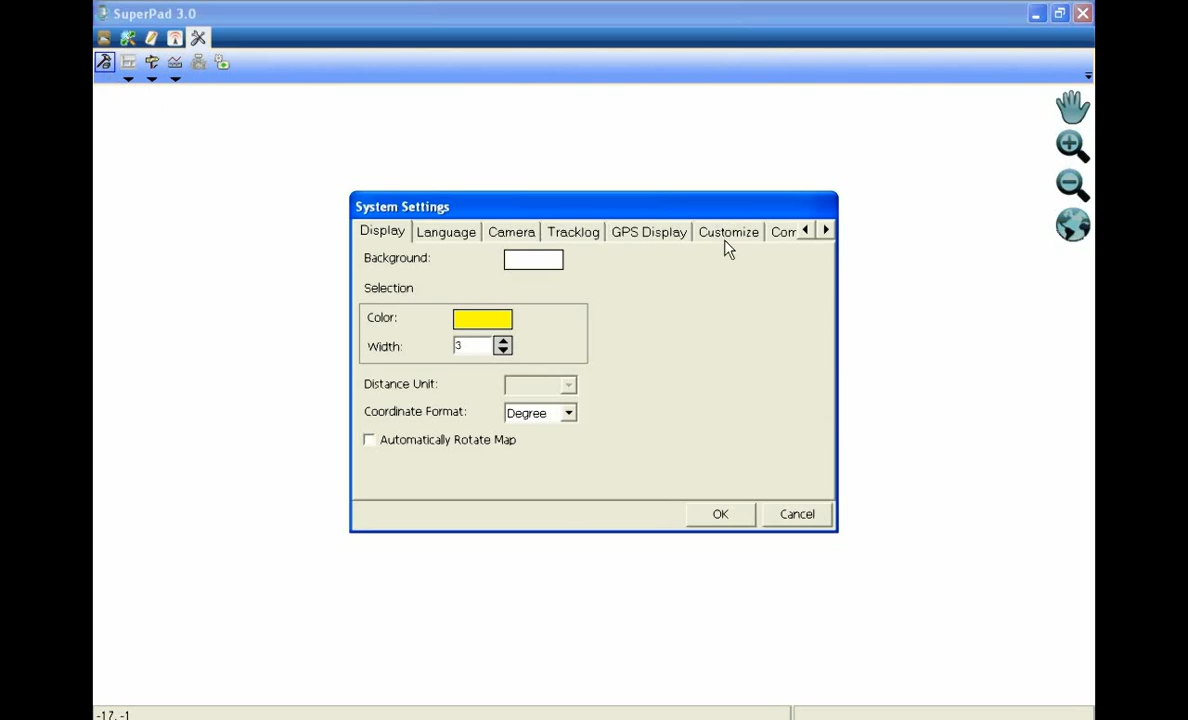 SuperPad 3.0
System Settings
Display Language Camera Tracklog GPS Display Customize Com
Background:
Selection
Color:
Width: 3
Distance Unit:
Coordinate Format: Degree
Automatically Rotate Map
OK Cancel
-17, -1